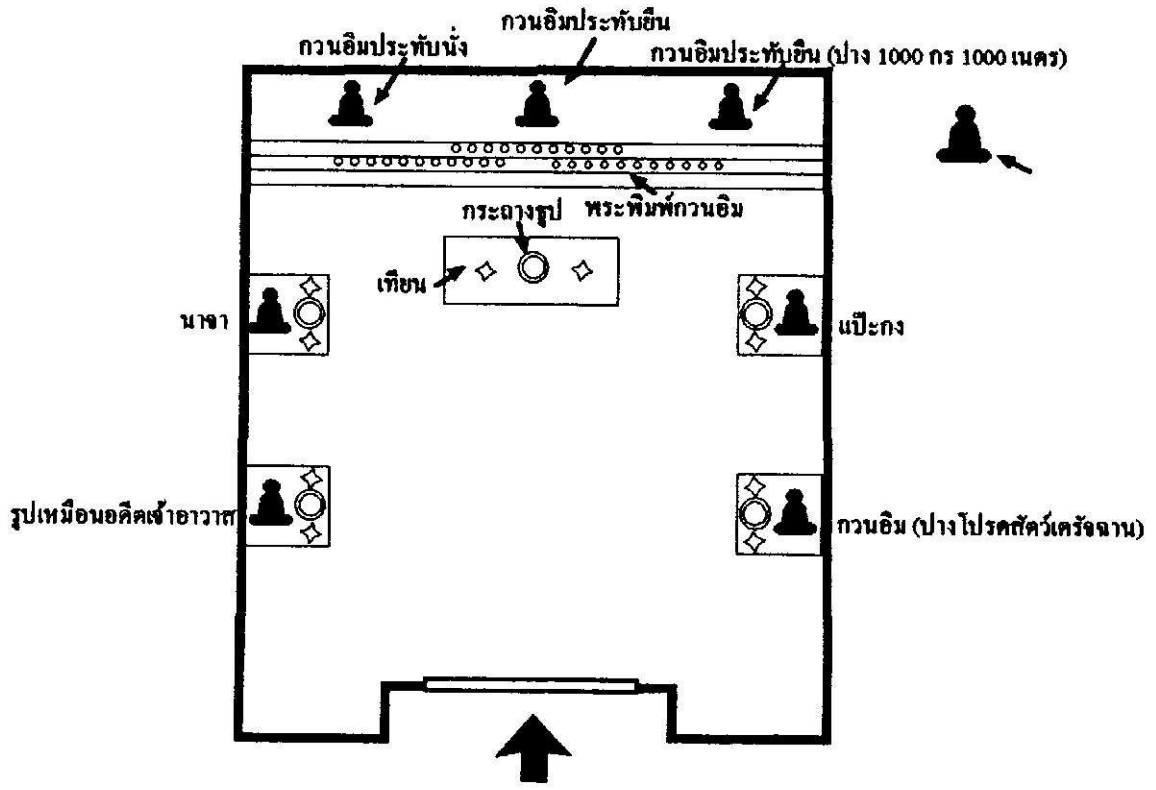 กวนอิมประทับยืน
กวนอิมประทับนั่ง
กวนอิมประทับยืน (ปาง 1000 กร 1000 เนตร)
พระพิมพ์กวนอิม
กระถางธูป
เทียน
นาจา
แป๊ะกง
รูปเหมือนอดีตเจ้าอาวาส
กวนอิม (ปางโปรดสัตว์เดรัจฉาน)